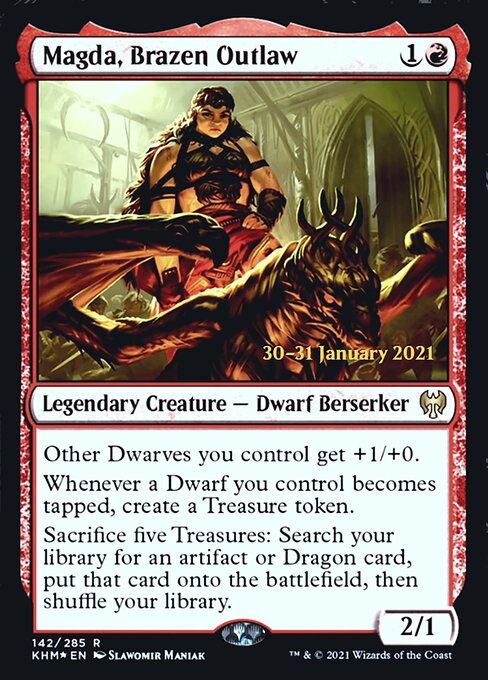 Magda, Brazen Outlaw 1
30–31 January 2021
Legendary Creature — Dwarf Berserker
Other Dwarves you control get +1/+0.
Whenever a Dwarf you control becomes
tapped, create a Treasure token.
Sacrifice five Treasures: Search your
library for an artifact or Dragon card,
put that card onto the battlefield, then
shuffle your library.
2/1
142/285 R
KHM★EN Slawomir Maniak
™ & © 2021 Wizards of the Coast